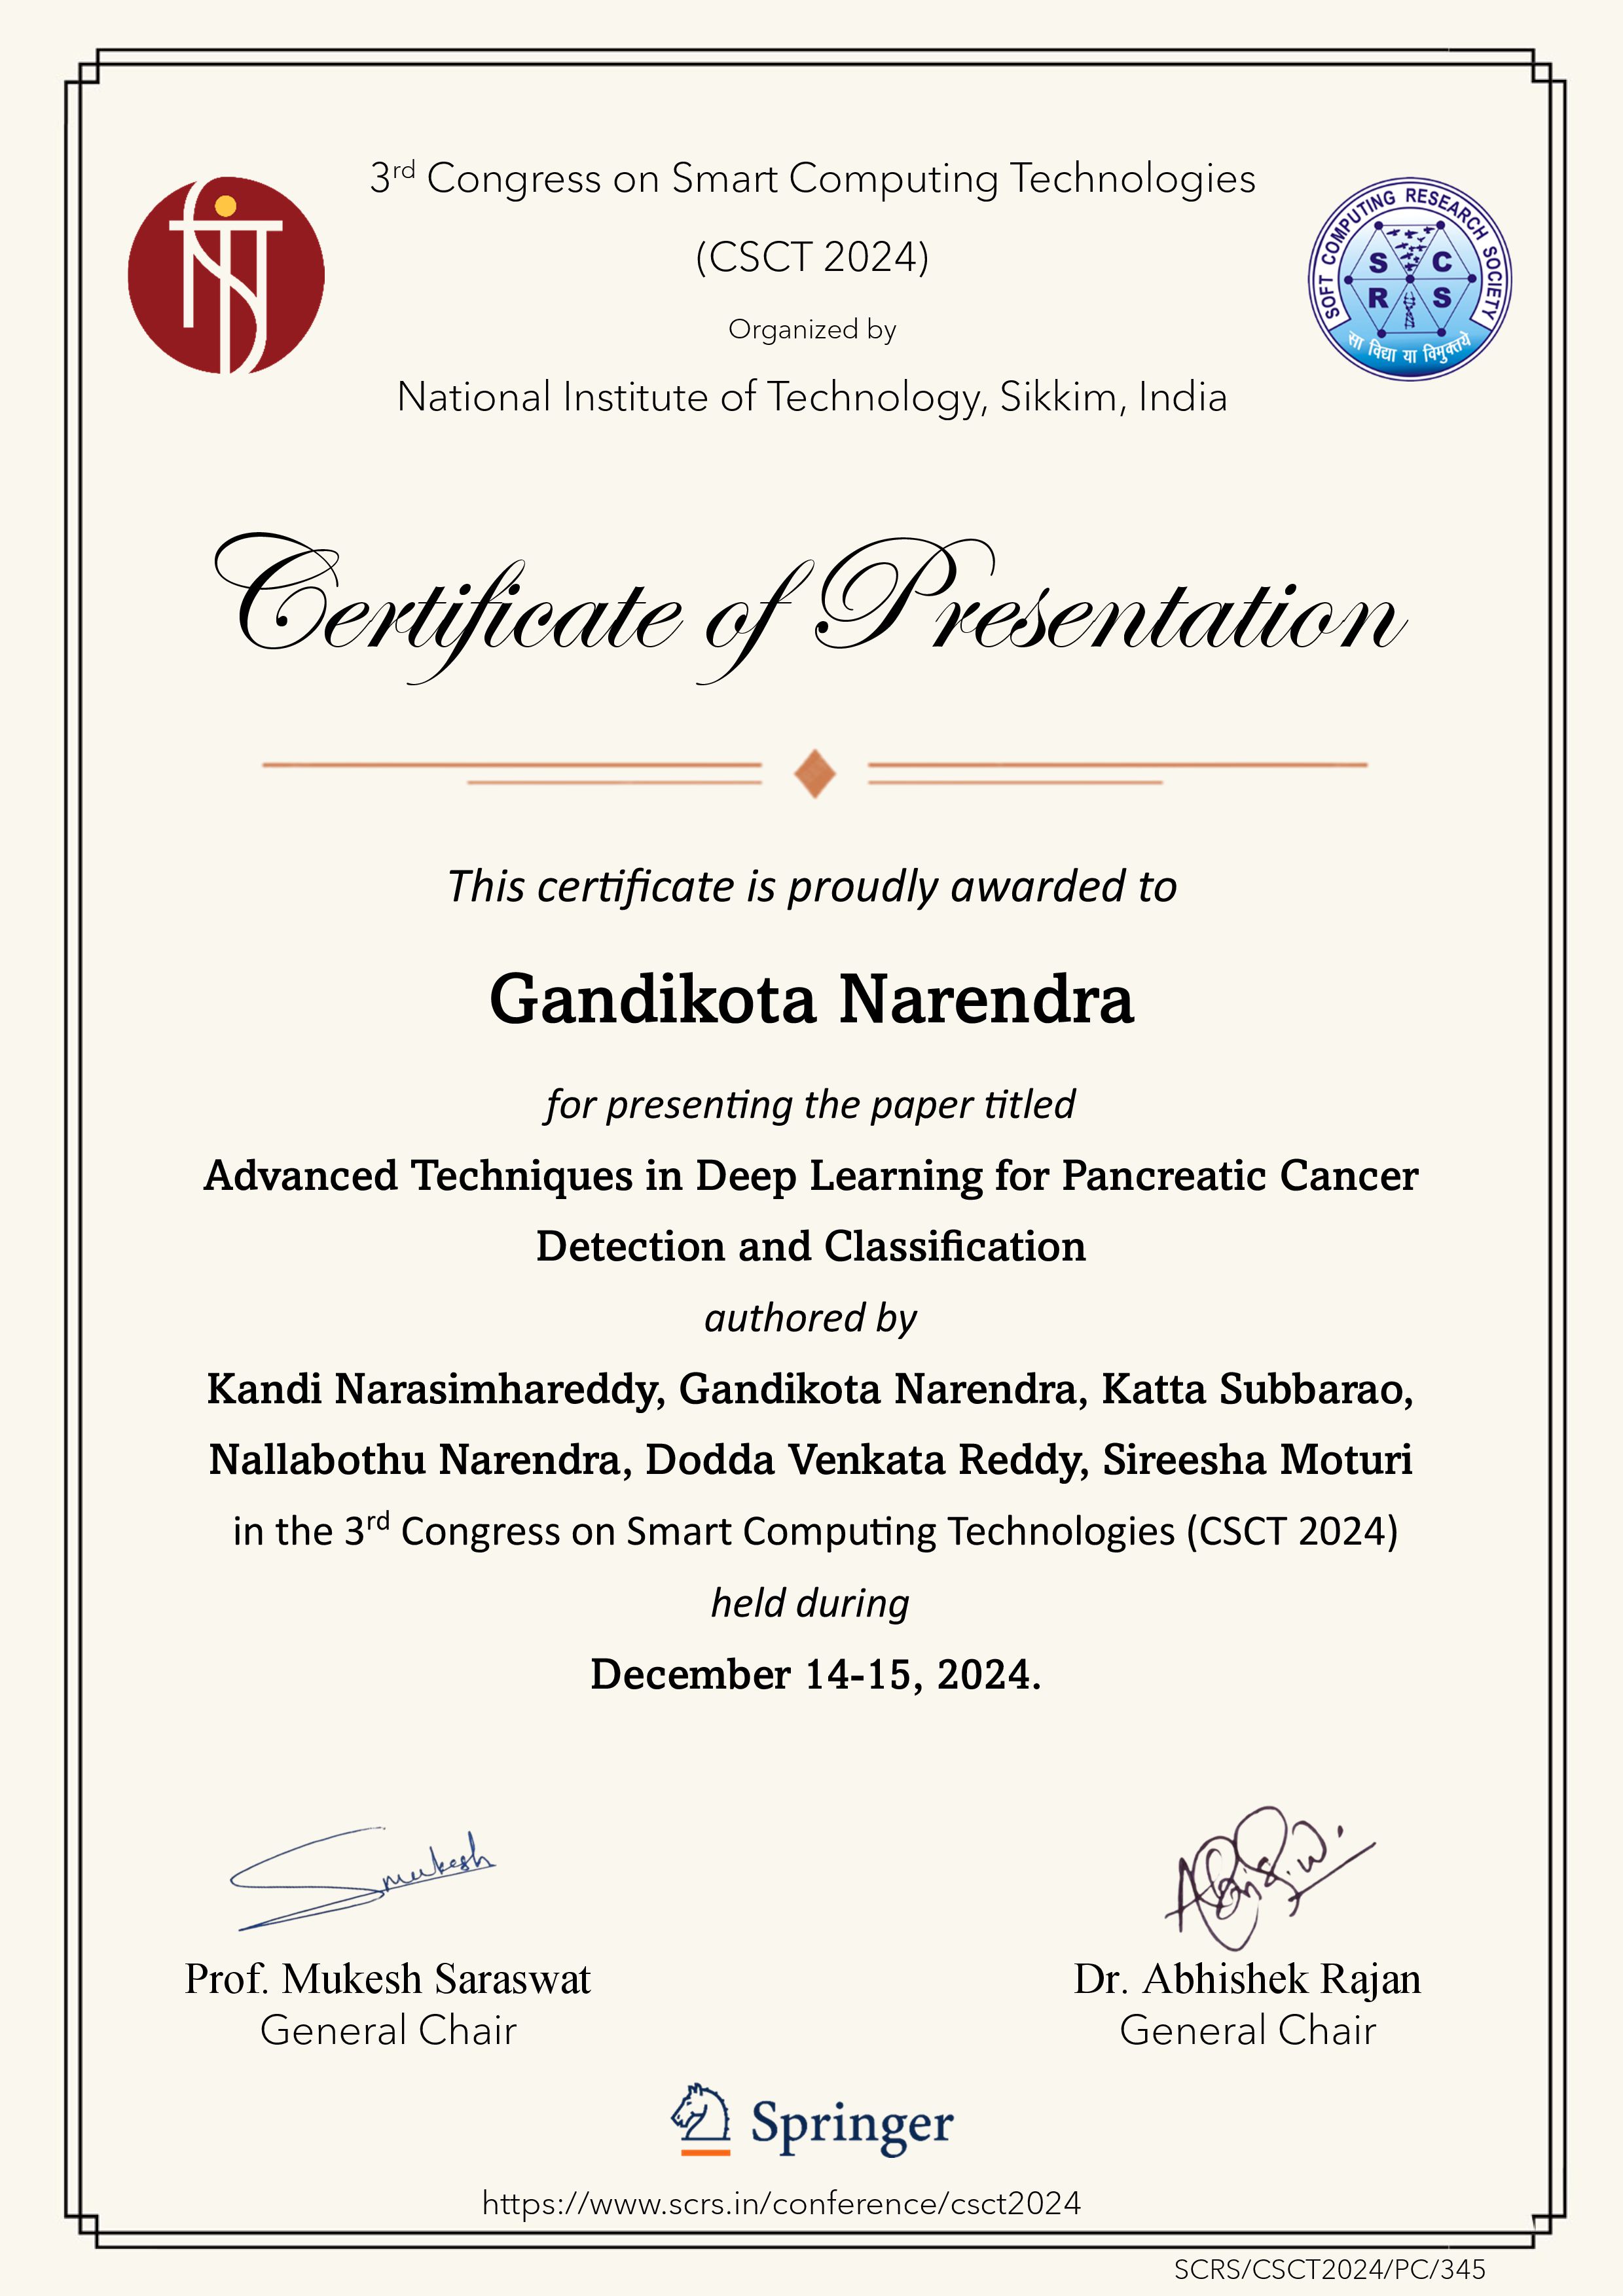 3rd Congress on Smart Computing Technologies
(CSCT 2024)
Organized by
National Institute of Technology, Sikkim, India
SOFT COMPUTING RESEARCH SOCIETY
S C
R S
सा विद्या या विमुक्तये
Certificate of Presentation
This certificate is proudly awarded to
Gandikota Narendra
for presenting the paper titled
Advanced Techniques in Deep Learning for Pancreatic Cancer
Detection and Classification
authored by
Kandi Narasimhareddy, Gandikota Narendra, Katta Subbarao,
Nallabothu Narendra, Dodda Venkata Reddy, Sireesha Moturi
in the 3rd Congress on Smart Computing Technologies (CSCT 2024)
held during
December 14-15, 2024.
Smukesh
Prof. Mukesh Saraswat
General Chair
Dr. Abhishek Rajan
General Chair
Springer
https://www.scrs.in/conference/csct2024
SCRS/CSCT2024/PC/345